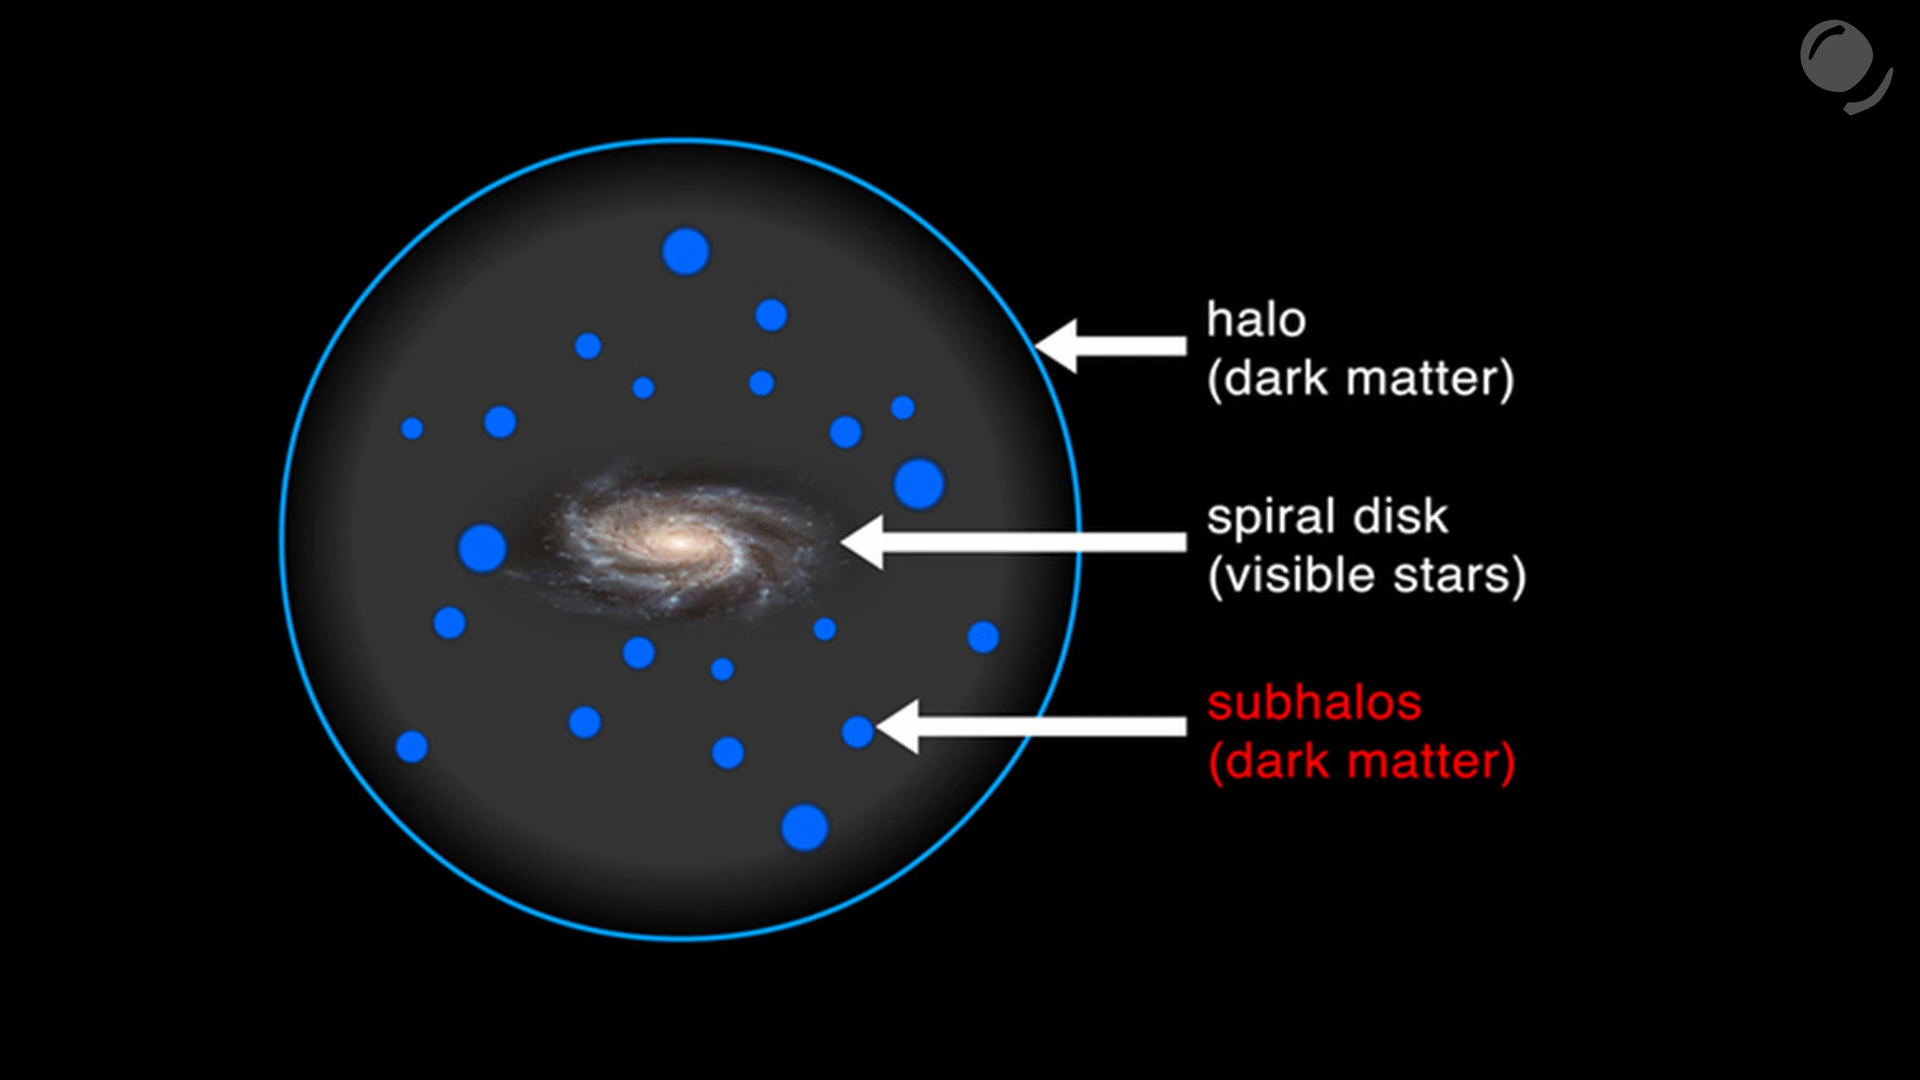 halo
(dark matter)
spiral disk
(visible stars)
subhalos
(dark matter)